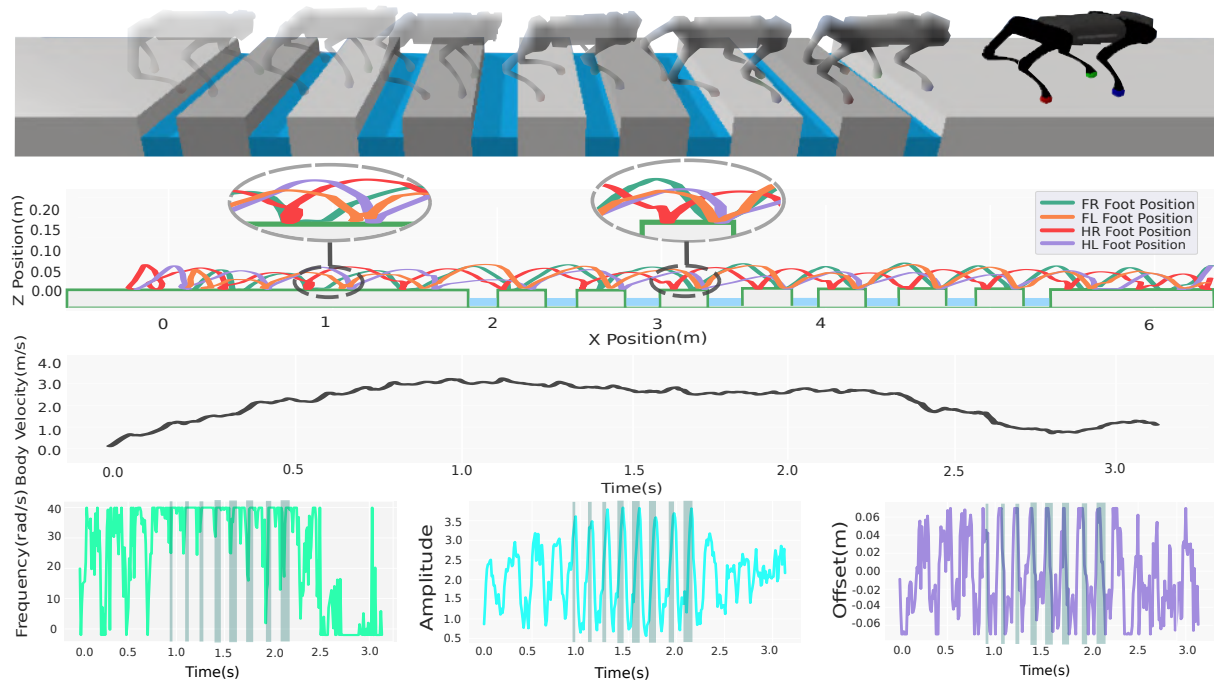 Z Position(m)
0.20
0.15
0.10
0.05
0.00
FR Foot Position
FL Foot Position
HR Foot Position
HL Foot Position
0 1 2 3 4 6
X Position(m)
Body Velocity(m/s)
4.0
3.0
2.0
1.0
0.0
0.0 0.5 1.0 1.5 2.0 2.5 3.0
Time(s)
Frequency(rad/s)
40
30
20
10
0
0.0 0.5 1.0 1.5 2.0 2.5 3.0
Time(s)
Amplitude
3.5
3.0
2.5
2.0
1.5
1.0
0.5
0.0 0.5 1.0 1.5 2.0 2.5 3.0
Time(s)
Offset(m)
0.06
0.04
0.02
0.00
-0.02
-0.04
-0.06
0.0 0.5 1.0 1.5 2.0 2.5 3.0
Time(s)